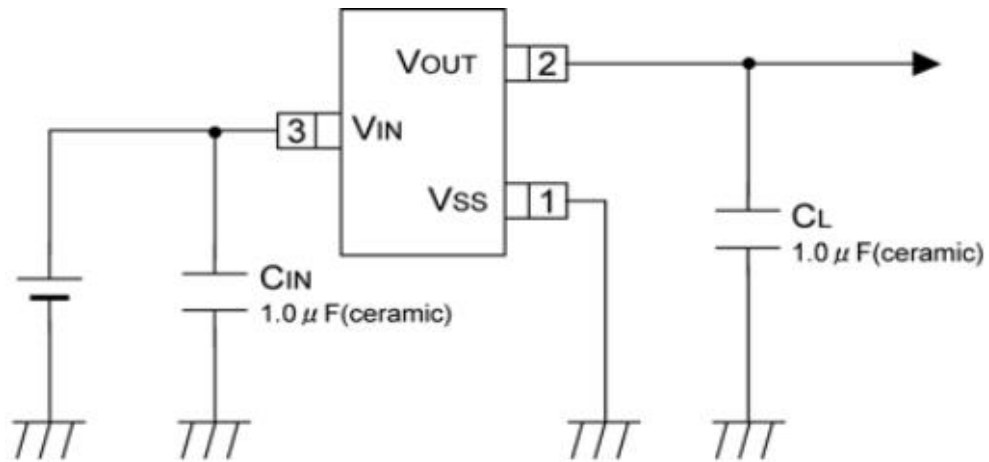 VOUT
2
3
VIN
VSS
1
CIN
1.0 μ F(ceramic)
CL
1.0 μ F(ceramic)